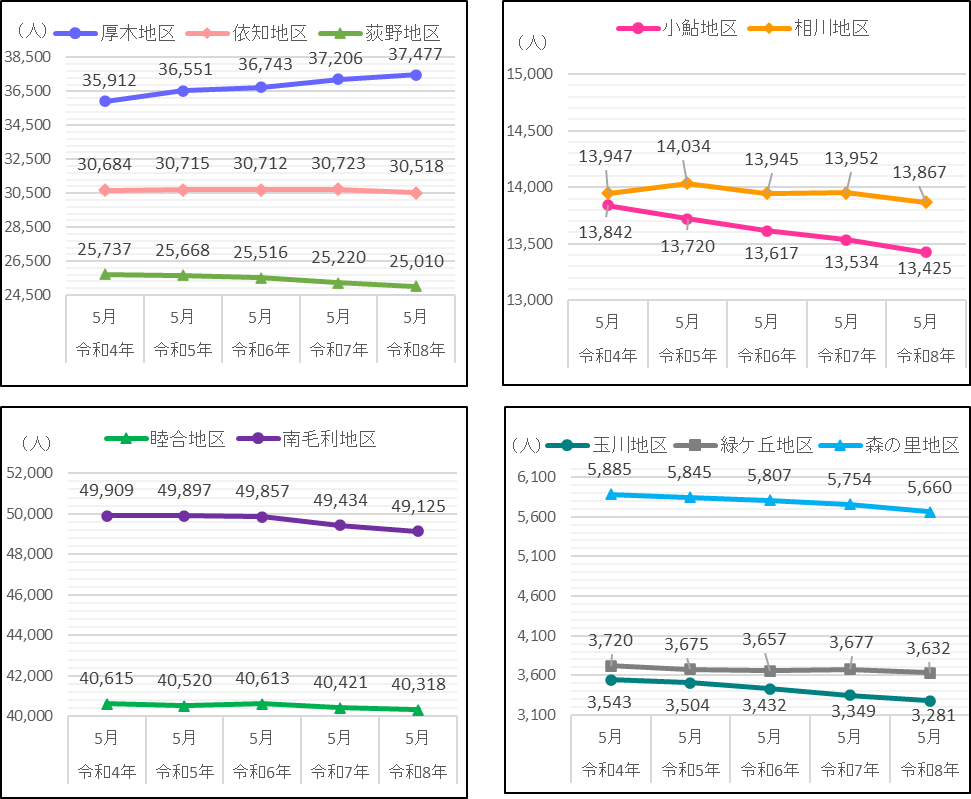 (人) 厚木地区 依知地区 荻野地区
38,500
36,500
34,500
32,500
30,500
28,500
26,500
24,500
35,912 36,551 36,743 37,206 37,477
30,684 30,715 30,712 30,723 30,518
25,737 25,668 25,516 25,220 25,010
5月 5月 5月 5月 5月
令和4年 令和5年 令和6年 令和7年 令和8年
小鮎地区 相川地区
(人)
15,000
14,500
14,000
13,500
13,000
13,947 14,034 13,945 13,952 13,867
13,842 13,720 13,617 13,534 13,425
5月 5月 5月 5月 5月
令和4年 令和5年 令和6年 令和7年 令和8年
(人) 睦合地区 南毛利地区
52,000
50,000
48,000
46,000
44,000
42,000
40,000
49,909 49,897 49,857 49,434 49,125
40,615 40,520 40,613 40,421 40,318
5月 5月 5月 5月 5月
令和4年 令和5年 令和6年 令和7年 令和8年
(人) 玉川地区 緑ケ丘地区 森の里地区
6,100
5,600
5,100
4,600
4,100
3,600
3,100
5,885 5,845 5,807 5,754 5,660
3,720 3,675 3,657 3,677 3,632
3,543 3,504 3,432 3,349 3,281
5月 5月 5月 5月 5月
令和4年 令和5年 令和6年 令和7年 令和8年